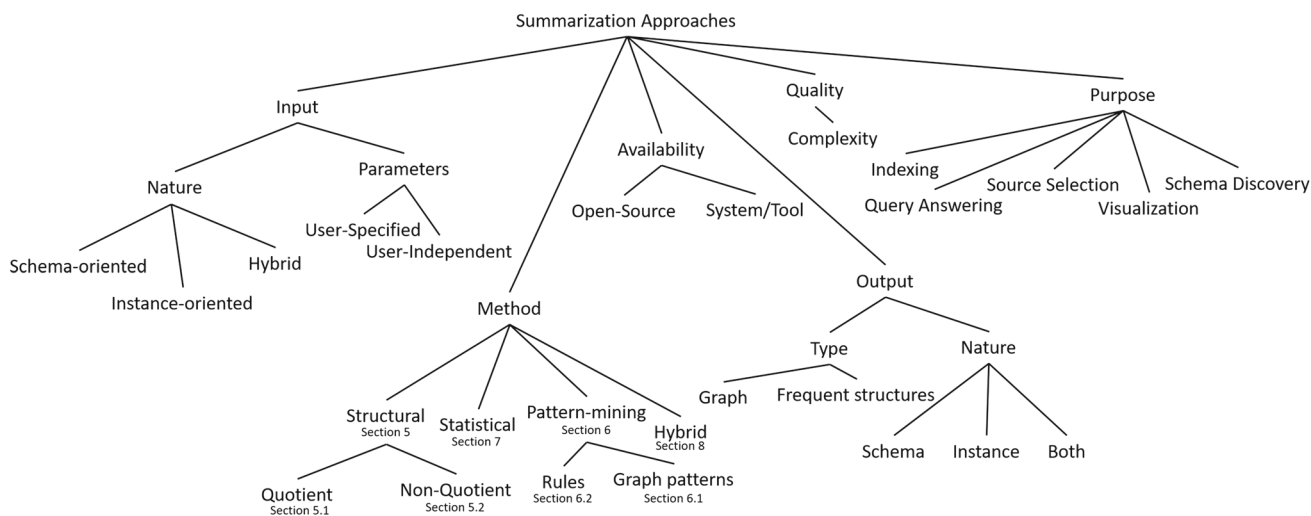 Summarization Approaches
Input
Quality
Purpose
Complexity
Availability
Parameters
Nature
Indexing
Source Selection
Schema Discovery
Query Answering
Visualization
Open-Source
System/Tool
User-Specified
User-Independent
Schema-oriented
Hybrid
Instance-oriented
Output
Method
Type
Nature
Graph
Frequent structures
Structural
Section 5
Statistical
Section 7
Pattern-mining
Section 6
Hybrid
Section 8
Schema
Instance
Both
Quotient
Section 5.1
Non-Quotient
Section 5.2
Rules
Section 6.2
Graph patterns
Section 6.1